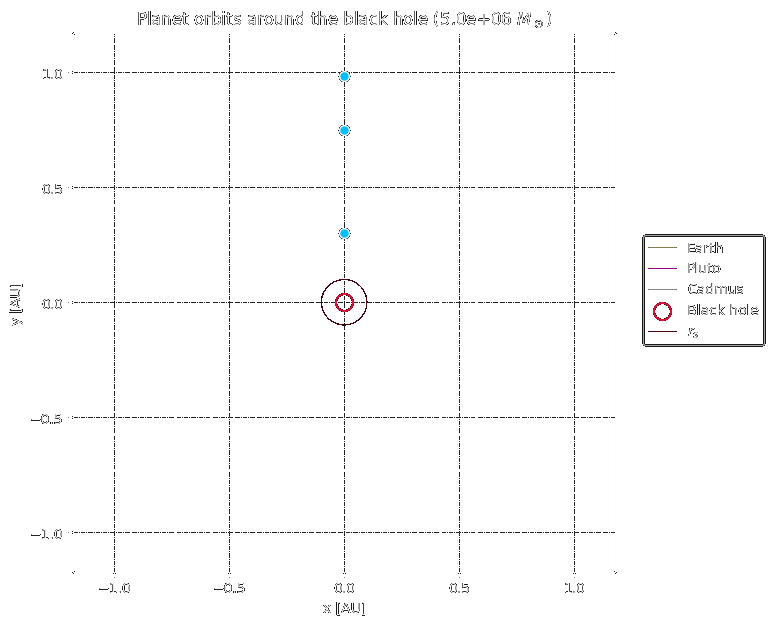 Planet orbits around the black hole (5.0e+06 M☉)
1.0
0.5
0.0
−0.5
−1.0
y [AU]
−1.0 −0.5 0.0 0.5 1.0
x [AU]
Earth
Pluto
Cadmus
Black hole
rₛ